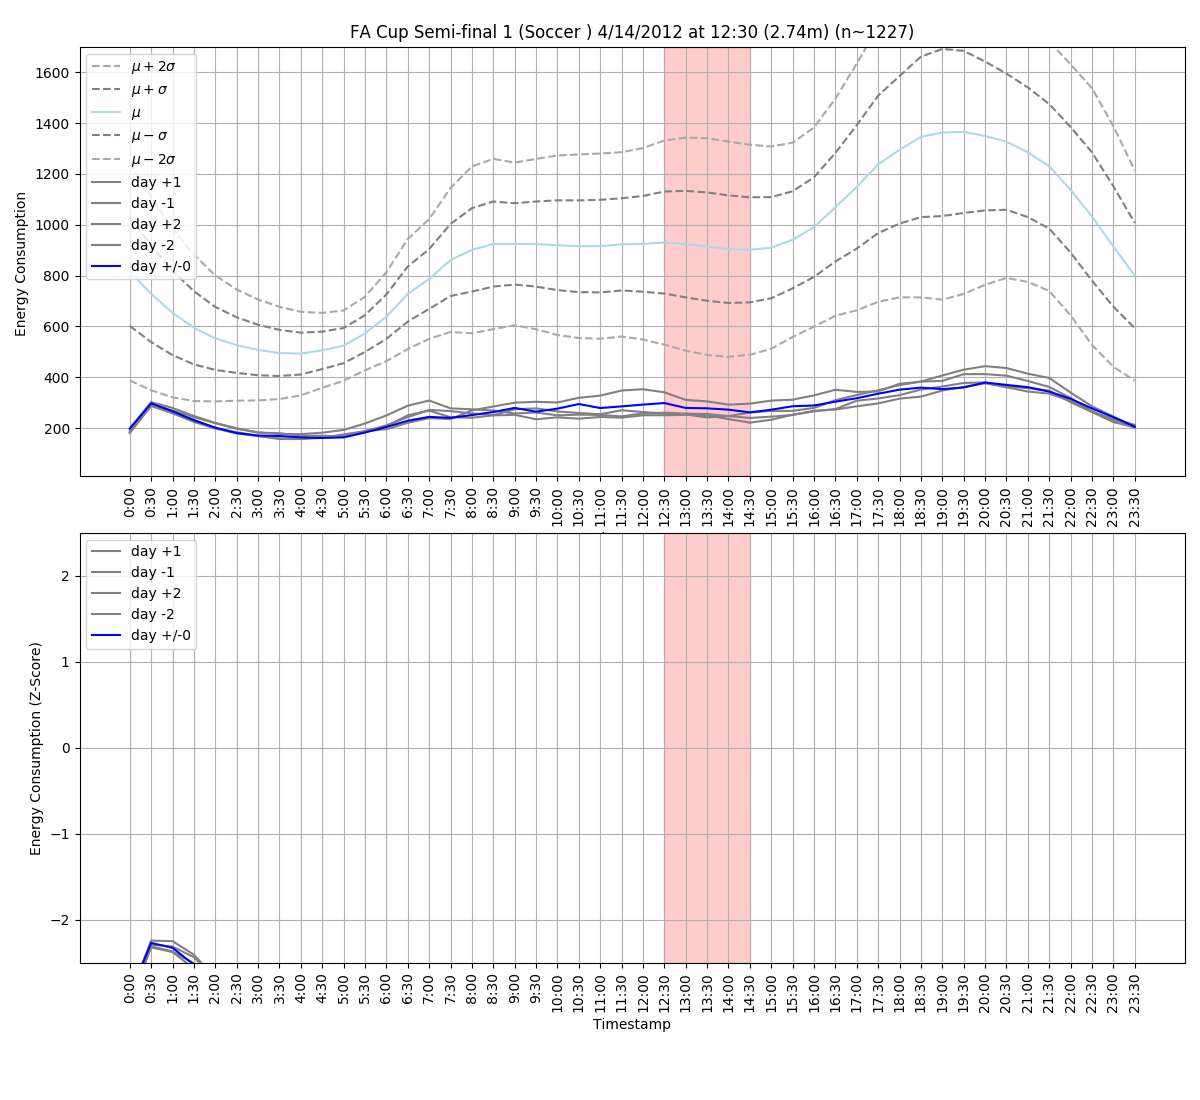 FA Cup Semi-final 1 (Soccer ) 4/14/2012 at 12:30 (2.74m) (n~1227)
μ + 2σ
μ + σ
μ
μ − σ
μ − 2σ
day +1
day -1
day +2
day -2
day +/-0
Energy Consumption
1600
1400
1200
1000
800
600
400
200
0:00 0:30 1:00 1:30 2:00 2:30 3:00 3:30 4:00 4:30 5:00 5:30 6:00 6:30 7:00 7:30 8:00 8:30 9:00 9:30 10:00 10:30 11:00 11:30 12:00 12:30 13:00 13:30 14:00 14:30 15:00 15:30 16:00 16:30 17:00 17:30 18:00 18:30 19:00 19:30 20:00 20:30 21:00 21:30 22:00 22:30 23:00 23:30
day +1
day -1
day +2
day -2
day +/-0
Energy Consumption (Z-Score)
2
1
0
−1
−2
0:00 0:30 1:00 1:30 2:00 2:30 3:00 3:30 4:00 4:30 5:00 5:30 6:00 6:30 7:00 7:30 8:00 8:30 9:00 9:30 10:00 10:30 11:00 11:30 12:00 12:30 13:00 13:30 14:00 14:30 15:00 15:30 16:00 16:30 17:00 17:30 18:00 18:30 19:00 19:30 20:00 20:30 21:00 21:30 22:00 22:30 23:00 23:30
Timestamp